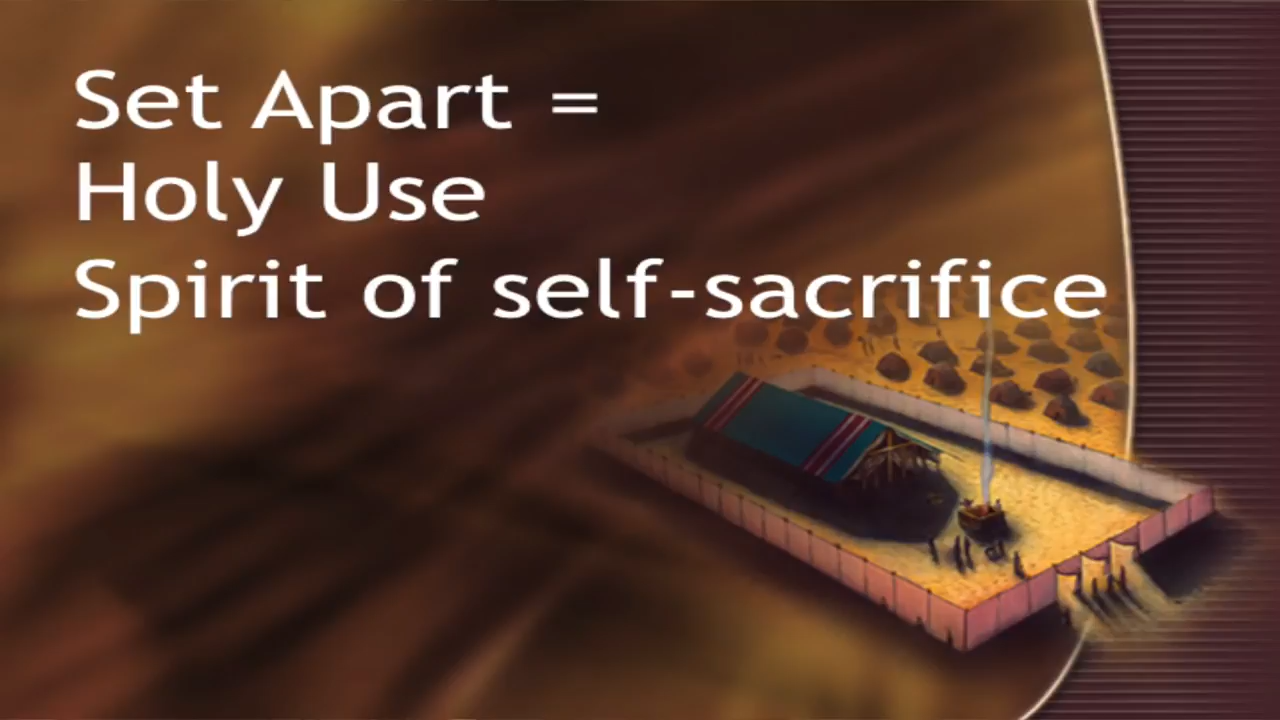 Set Apart =
Holy Use
Spirit of self-sacrifice